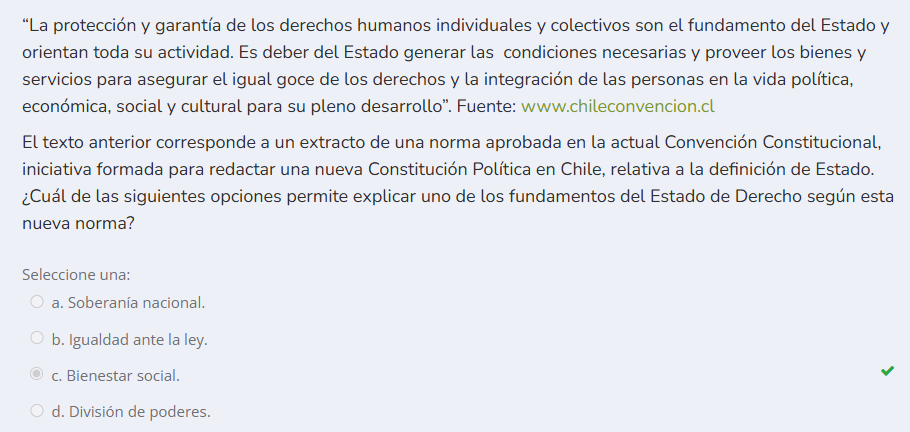 “La protección y garantía de los derechos humanos individuales y colectivos son el fundamento del Estado y
orientan toda su actividad. Es deber del Estado generar las  condiciones necesarias y proveer los bienes y
servicios para asegurar el igual goce de los derechos y la integración de las personas en la vida política,
económica, social y cultural para su pleno desarrollo”. Fuente: www.chileconvencion.cl
El texto anterior corresponde a un extracto de una norma aprobada en la actual Convención Constitucional,
iniciativa formada para redactar una nueva Constitución Política en Chile, relativa a la definición de Estado.
¿Cuál de las siguientes opciones permite explicar uno de los fundamentos del Estado de Derecho según esta
nueva norma?
Seleccione una:
a. Soberanía nacional.
b. Igualdad ante la ley.
c. Bienestar social.
d. División de poderes.